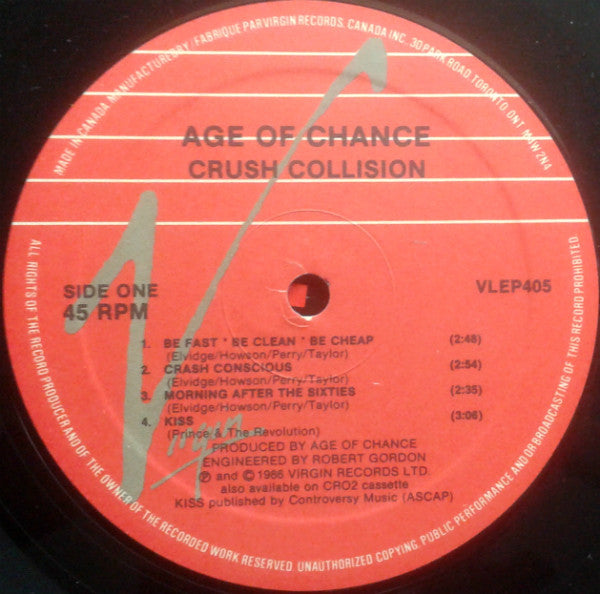 MADE IN CANADA MANUFACTURED BY / FABRIQUE PAR VIRGIN RECORDS, CANADA INC. 30 PARK ROAD TORONTO, ONT M4W 2N4
AGE OF CHANCE
CRUSH COLLISION
SIDE ONE
45 RPM
VLEP405
1. BE FAST * BE CLEAN * BE CHEAP (2:48)
(Elvidge/Howson/Perry/Taylor)
2. CRASH CONSCIOUS (2:54)
(Elvidge/Howson/Perry/Taylor)
3. MORNING AFTER THE SIXTIES (2:35)
(Elvidge/Howson/Perry/Taylor)
4. KISS (3:06)
(Prince & The Revolution)
Virgin
PRODUCED BY AGE OF CHANCE
ENGINEERED BY ROBERT GORDON
℗ and © 1986 VIRGIN RECORDS LTD.
also available on CRO2 cassette
KISS published by Controversy Music (ASCAP)
ALL RIGHTS OF THE RECORD PRODUCER AND OF THE OWNER OF THE RECORDED WORK RESERVED. UNAUTHORIZED COPYING, PUBLIC PERFORMANCE AND/OR BROADCASTING OF THIS RECORD PROHIBITED.